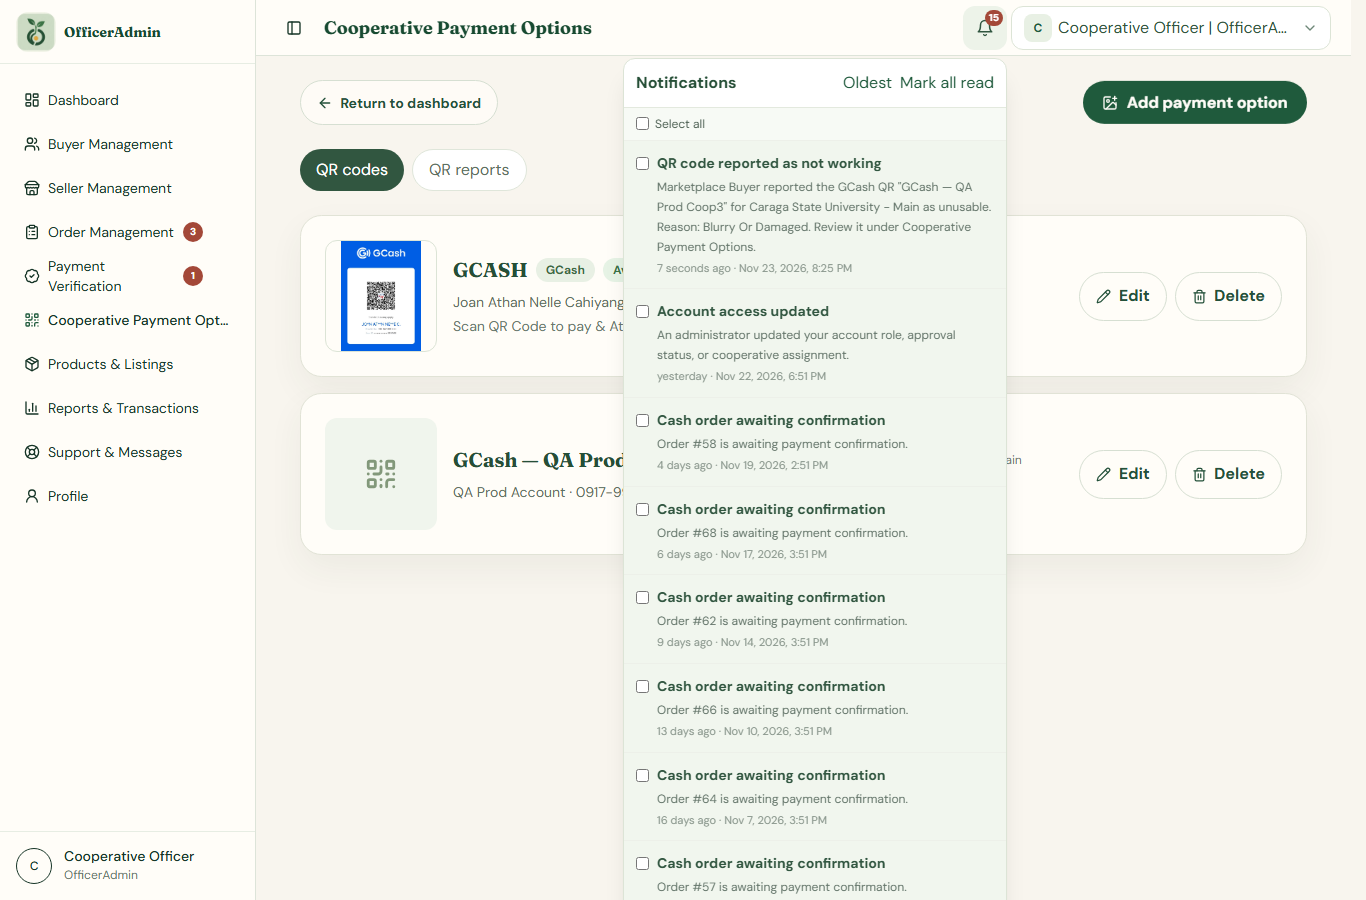 OfficerAdmin
Dashboard
Buyer Management
Seller Management
Order Management 3
Payment
Verification 1
Cooperative Payment Opt...
Products & Listings
Reports & Transactions
Support & Messages
Profile
C
Cooperative Officer
OfficerAdmin
Cooperative Payment Options
15
C Cooperative Officer | OfficerA...
Return to dashboard
Add payment option
QR codes
QR reports
GCash
GCASH GCash
Joan Athan Nelle Cahiyang
Scan QR Code to pay & At
Edit
Delete
GCash — QA Prod
QA Prod Account · 0917-9
Edit
Delete
Notifications
Oldest Mark all read
Select all
QR code reported as not working
Marketplace Buyer reported the GCash QR "GCash — QA
Prod Coop3" for Caraga State University - Main as unusable.
Reason: Blurry Or Damaged. Review it under Cooperative
Payment Options.
7 seconds ago · Nov 23, 2026, 8:25 PM
Account access updated
An administrator updated your account role, approval
status, or cooperative assignment.
yesterday · Nov 22, 2026, 6:51 PM
Cash order awaiting confirmation
Order #58 is awaiting payment confirmation.
4 days ago · Nov 19, 2026, 2:51 PM
Cash order awaiting confirmation
Order #68 is awaiting payment confirmation.
6 days ago · Nov 17, 2026, 3:51 PM
Cash order awaiting confirmation
Order #62 is awaiting payment confirmation.
9 days ago · Nov 14, 2026, 3:51 PM
Cash order awaiting confirmation
Order #66 is awaiting payment confirmation.
13 days ago · Nov 10, 2026, 3:51 PM
Cash order awaiting confirmation
Order #64 is awaiting payment confirmation.
16 days ago · Nov 7, 2026, 3:51 PM
Cash order awaiting confirmation
Order #57 is awaiting payment confirmation.